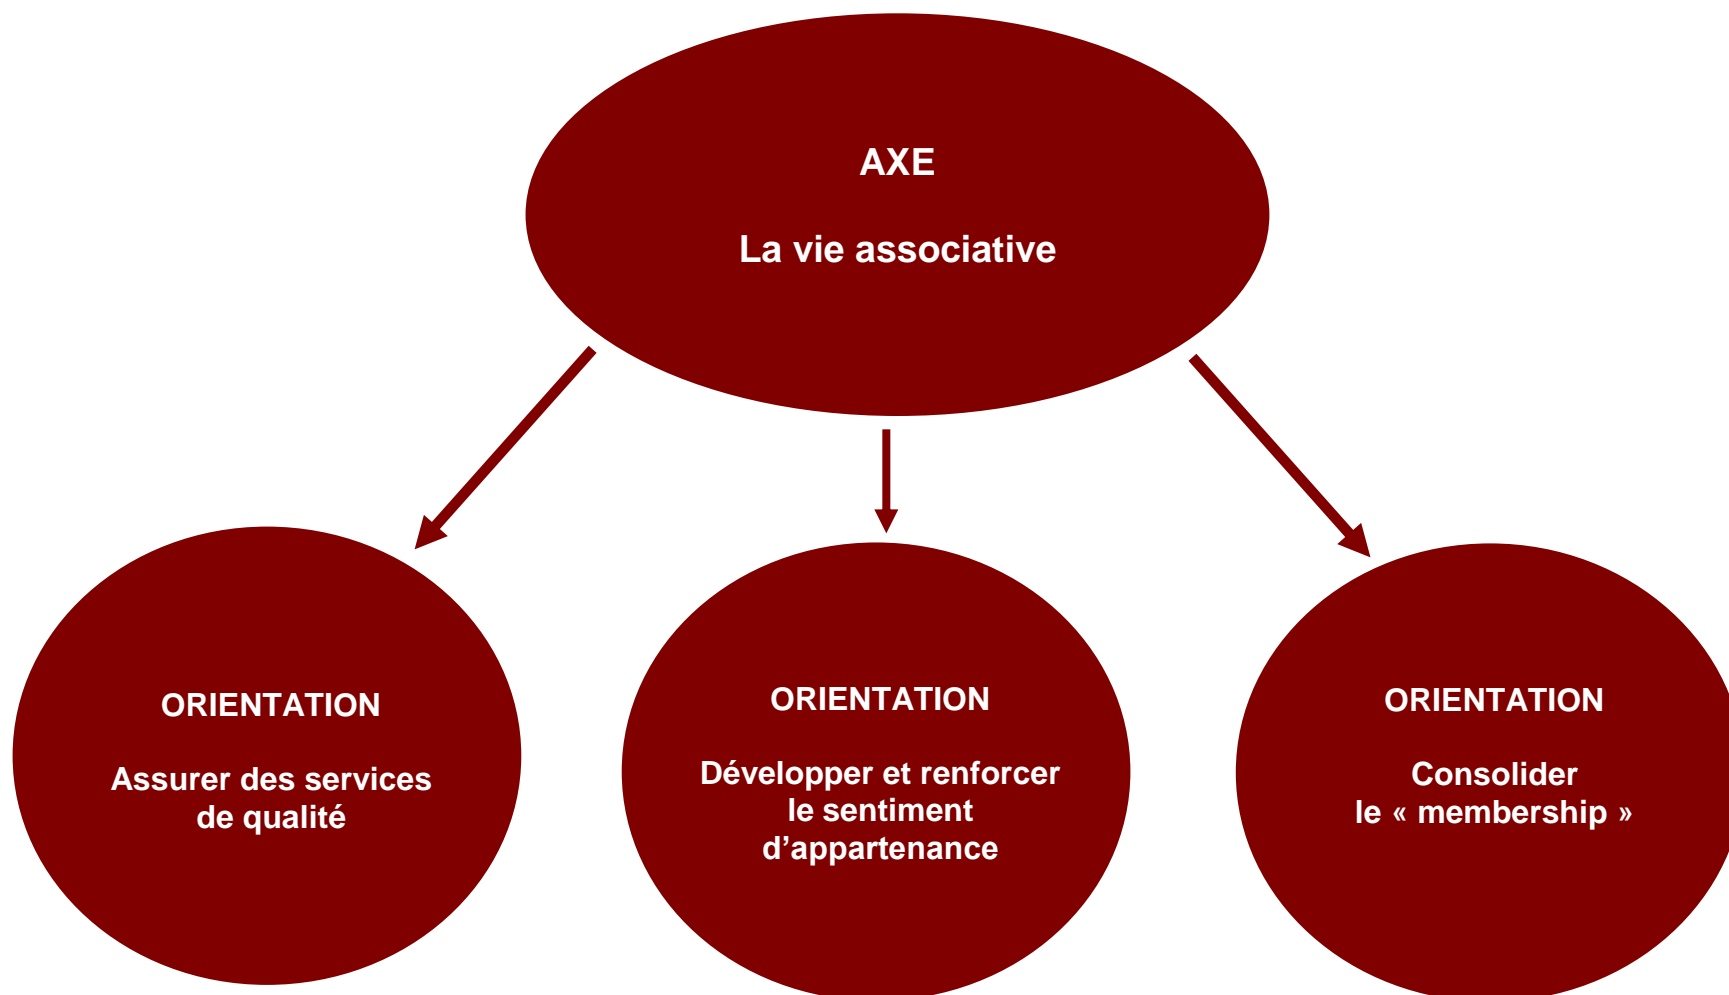 AXE
La vie associative
ORIENTATION
Assurer des services
de qualité
ORIENTATION
Développer et renforcer
le sentiment
d’appartenance
ORIENTATION
Consolider
le « membership »